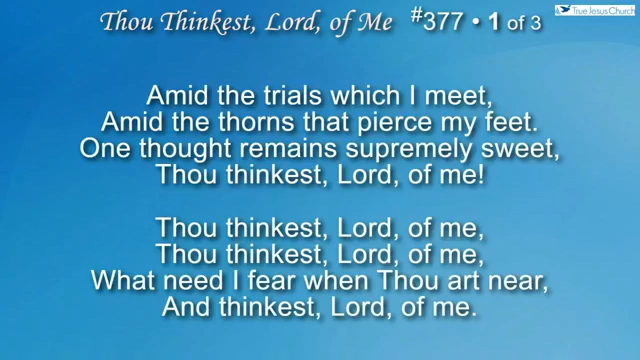 Thou Thinkest, Lord, of Me #377 • 1 of 3
True Jesus Church
Amid the trials which I meet,
Amid the thorns that pierce my feet.
One thought remains supremely sweet,
Thou thinkest, Lord, of me!
Thou thinkest, Lord, of me,
Thou thinkest, Lord, of me,
What need I fear when Thou art near,
And thinkest, Lord, of me.